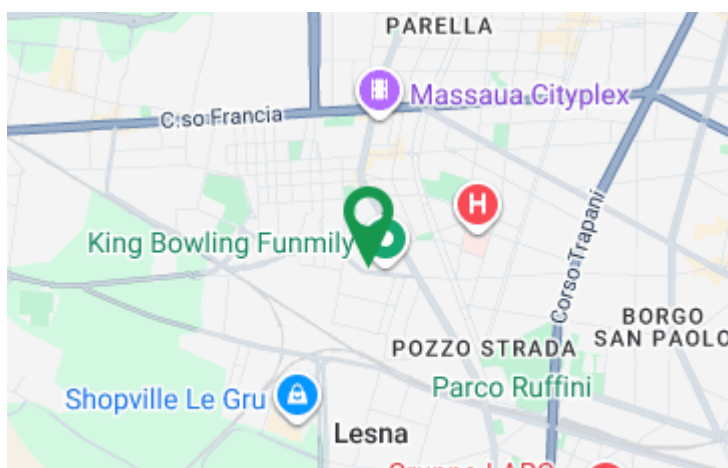 PARELLA
Massaua Cityplex
C.so Francia
H
King Bowling Funmily
Corso Trapani
BORGO
SAN PAOLO
POZZO STRADA
Parco Ruffini
Shopville Le Gru
Lesna